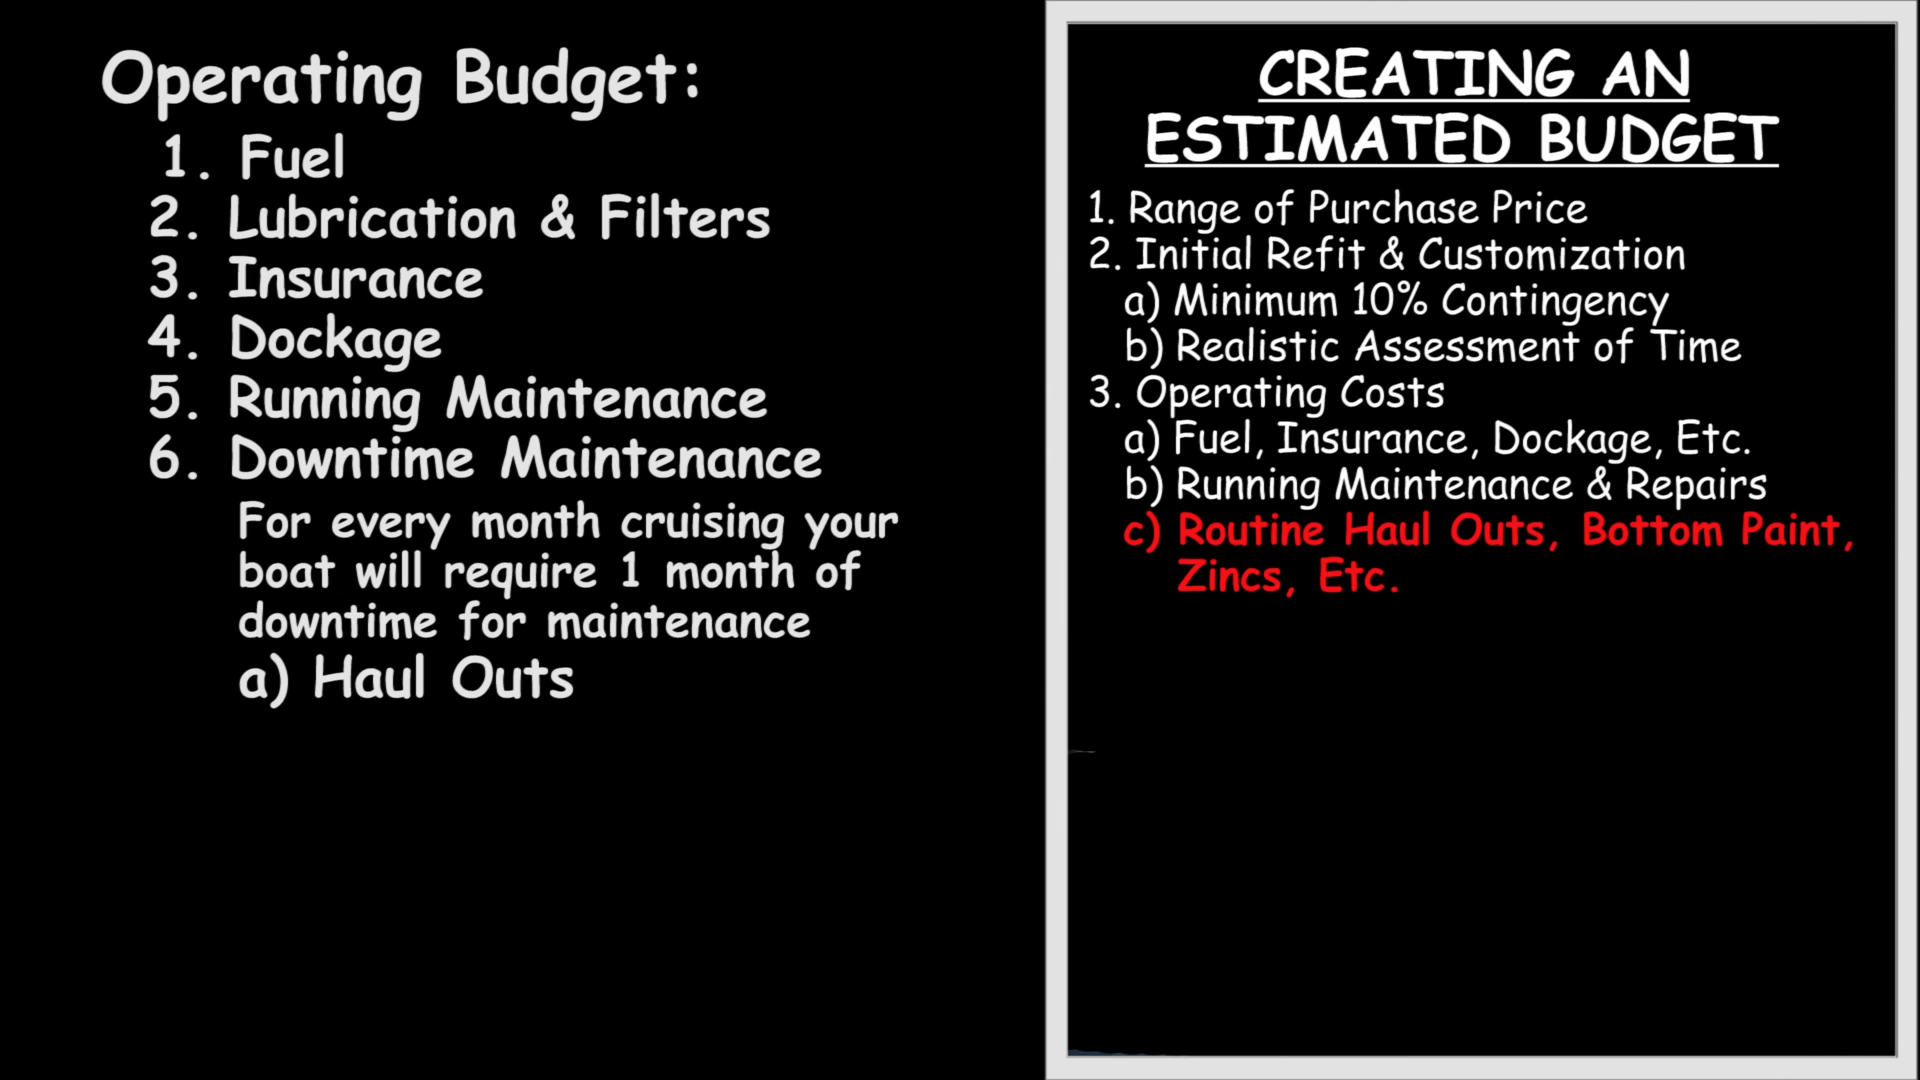 Operating Budget:
1. Fuel
2. Lubrication & Filters
3. Insurance
4. Dockage
5. Running Maintenance
6. Downtime Maintenance
For every month cruising your
boat will require 1 month of
downtime for maintenance
a) Haul Outs
CREATING AN
ESTIMATED BUDGET
1. Range of Purchase Price
2. Initial Refit & Customization
a) Minimum 10% Contingency
b) Realistic Assessment of Time
3. Operating Costs
a) Fuel, Insurance, Dockage, Etc.
b) Running Maintenance & Repairs
c) Routine Haul Outs, Bottom Paint,
Zincs, Etc.